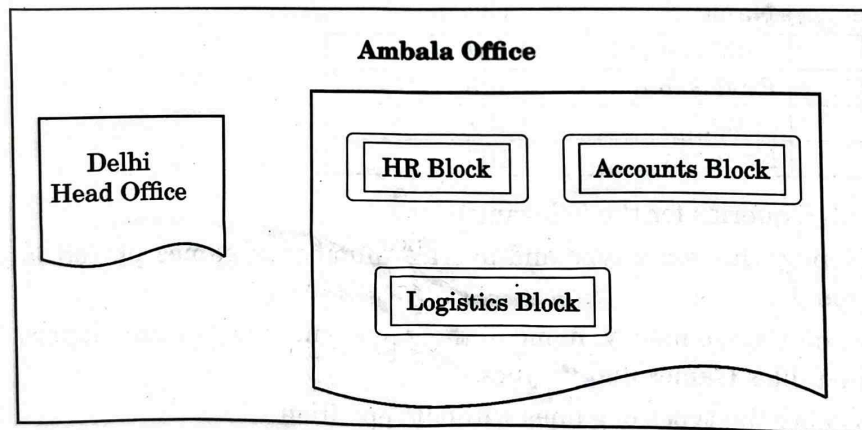 Ambala Office
Delhi
Head Office
HR Block
Accounts Block
Logistics Block